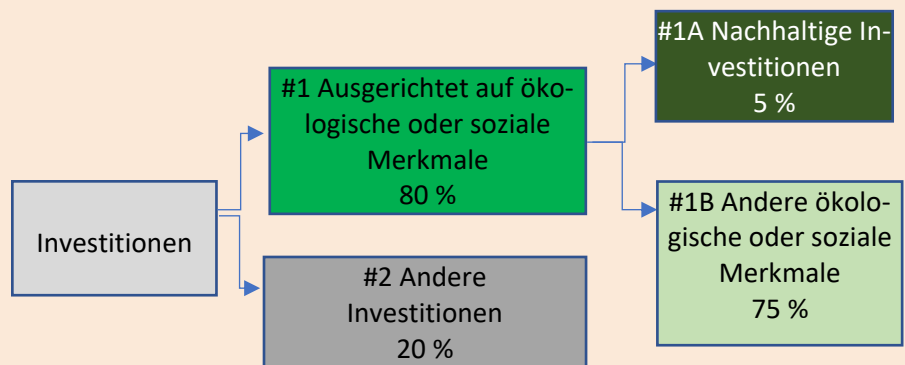 Investitionen
#1 Ausgerichtet auf öko-
logische oder soziale
Merkmale
80 %
#2 Andere
Investitionen
20 %
#1A Nachhaltige In-
vestitionen
5 %
#1B Andere ökolo-
gische oder soziale
Merkmale
75 %